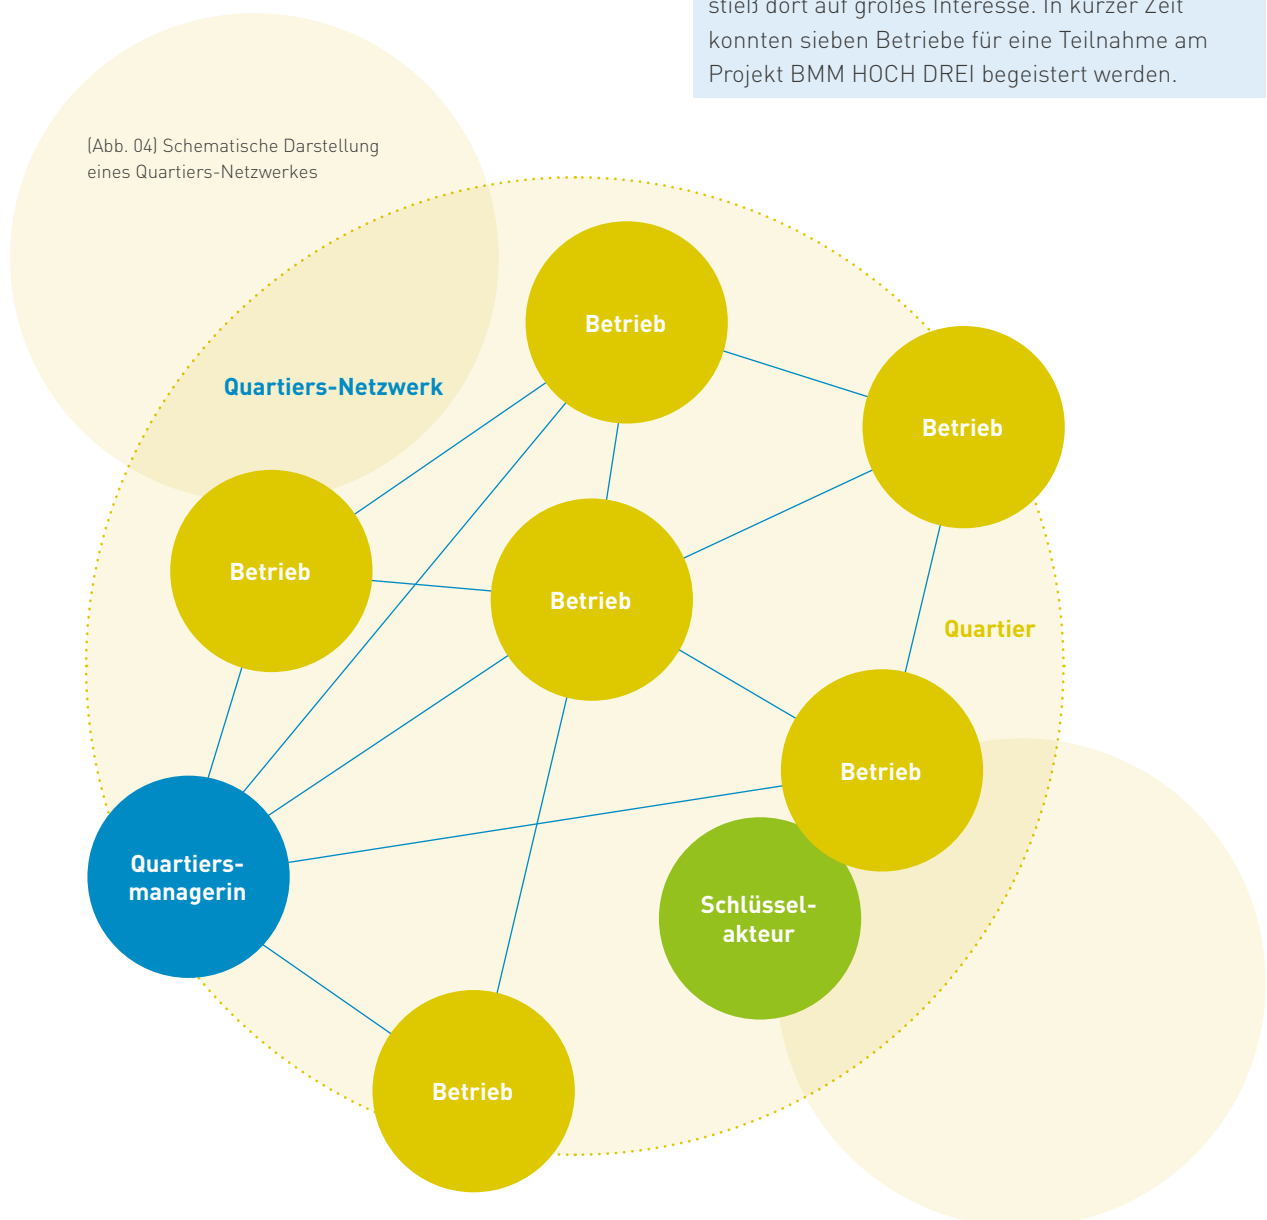 stieß dort auf großes Interesse. In kurzer Zeit
konnten sieben Betriebe für eine Teilnahme am
Projekt BMM HOCH DREI begeistert werden.
(Abb. 04) Schematische Darstellung
eines Quartiers-Netzwerkes
Betrieb
Quartiers-Netzwerk
Betrieb
Betrieb
Betrieb
Quartier
Betrieb
Quartiers-
managerin
Schlüssel-
akteur
Betrieb